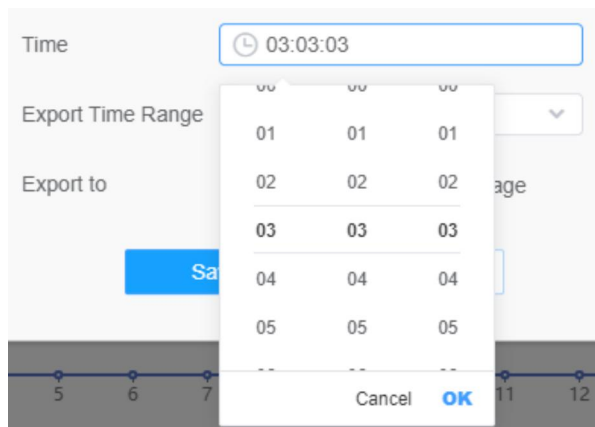 Time
03:03:03
Export Time Range
01 01 01
02 02 02
Export to
age
03 03 03
Sa
04 04 04
05 05 05
Cancel OK
5 6 7 11 12